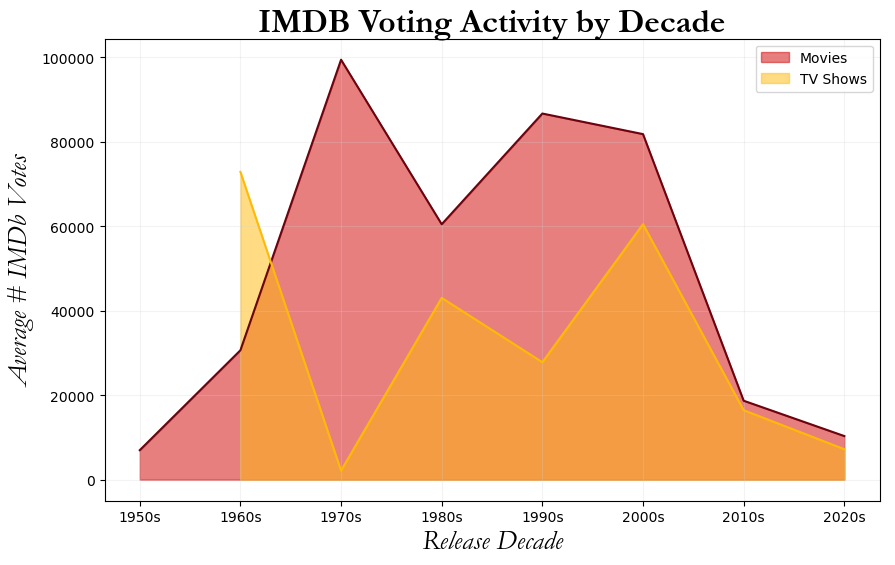 IMDB Voting Activity by Decade
Movies
TV Shows
Average # IMDb Votes
100000
80000
60000
40000
20000
0
1950s 1960s 1970s 1980s 1990s 2000s 2010s 2020s
Release Decade